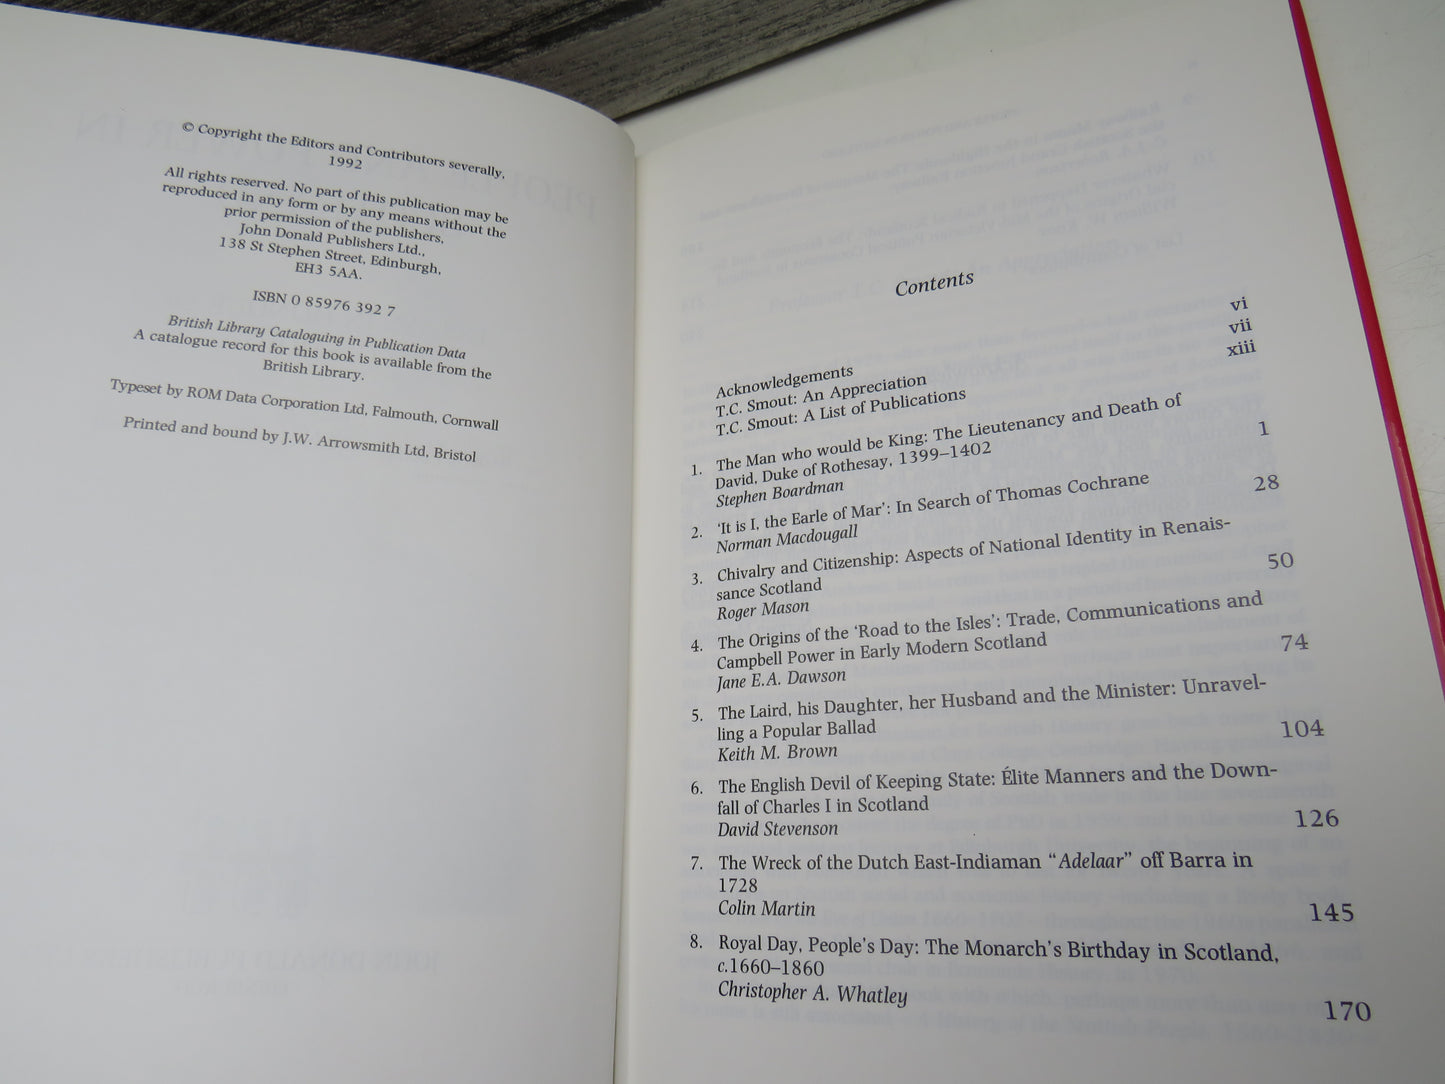 © Copyright the Editors and Contributors severally,
1992
All rights reserved. No part of this publication may be
reproduced in any form or by any means without the
prior permission of the publishers,
John Donald Publishers Ltd.,
138 St Stephen Street, Edinburgh,
EH3 5AA.
ISBN 0 85976 392 7
British Library Cataloguing in Publication Data
A catalogue record for this book is available from the
British Library.
Typeset by ROM Data Corporation Ltd, Falmouth, Cornwall
Printed and bound by J.W. Arrowsmith Ltd, Bristol
Contents
Acknowledgements vi
T.C. Smout: An Appreciation vii
T.C. Smout: A List of Publications xiii
1. The Man who would be King: The Lieutenancy and Death of
David, Duke of Rothesay, 1399–1402 1
Stephen Boardman
2. ‘It is I, the Earle of Mar’: In Search of Thomas Cochrane 28
Norman Macdougall
3. Chivalry and Citizenship: Aspects of National Identity in Renais-
sance Scotland 50
Roger Mason
4. The Origins of the ‘Road to the Isles’: Trade, Communications and
Campbell Power in Early Modern Scotland 74
Jane E.A. Dawson
5. The Laird, his Daughter, her Husband and the Minister: Unravel-
ling a Popular Ballad 104
Keith M. Brown
6. The English Devil of Keeping State: Élite Manners and the Down-
fall of Charles I in Scotland 126
David Stevenson
7. The Wreck of the Dutch East-Indiaman “Adelaar” off Barra in
1728 145
Colin Martin
8. Royal Day, People’s Day: The Monarch’s Birthday in Scotland,
c.1660–1860 170
Christopher A. Whatley